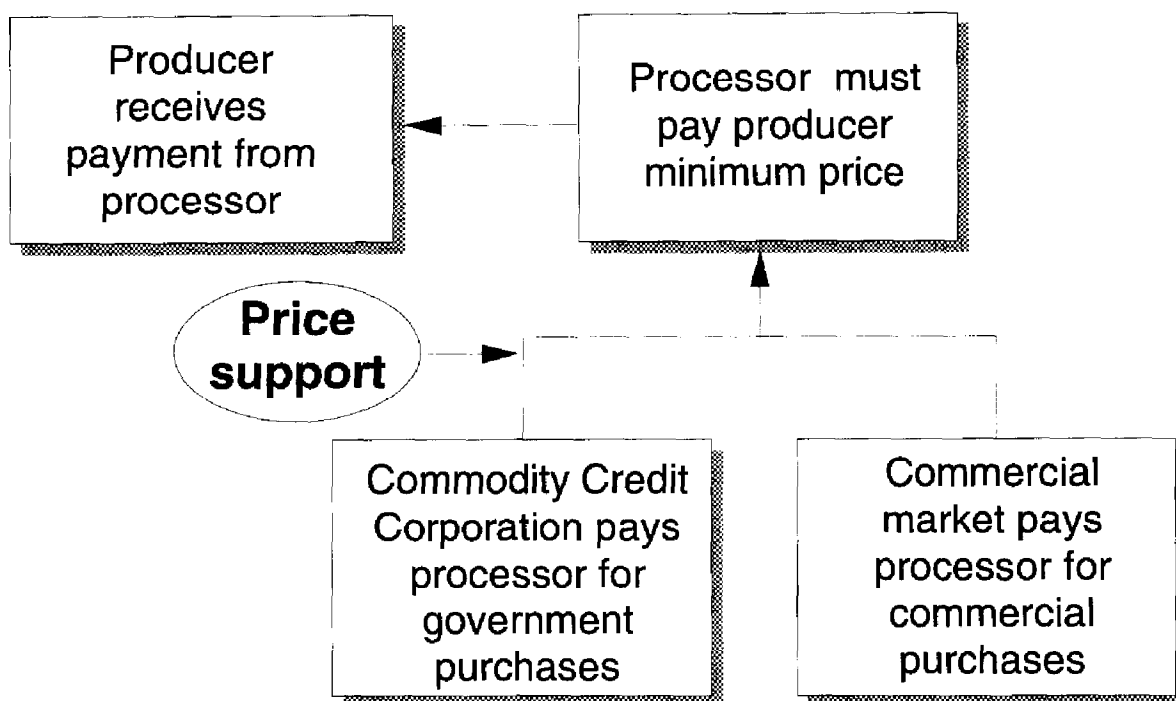 Producer
receives
payment from
processor
Processor must
pay producer
minimum price
Price
support
Commodity Credit
Corporation pays
processor for
government
purchases
Commercial
market pays
processor for
commercial
purchases